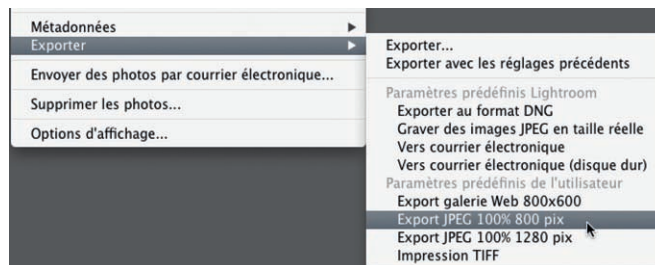 Métadonnées
Exporter
Envoyer des photos par courrier électronique...
Supprimer les photos...
Options d'affichage...
Exporter...
Exporter avec les réglages précédents
Paramètres prédéfinis Lightroom
Exporter au format DNG
Graver des images JPEG en taille réelle
Vers courrier électronique
Vers courrier électronique (disque dur)
Paramètres prédéfinis de l'utilisateur
Export galerie Web 800x600
Export JPEG 100% 800 pix
Export JPEG 100% 1280 pix
Impression TIFF